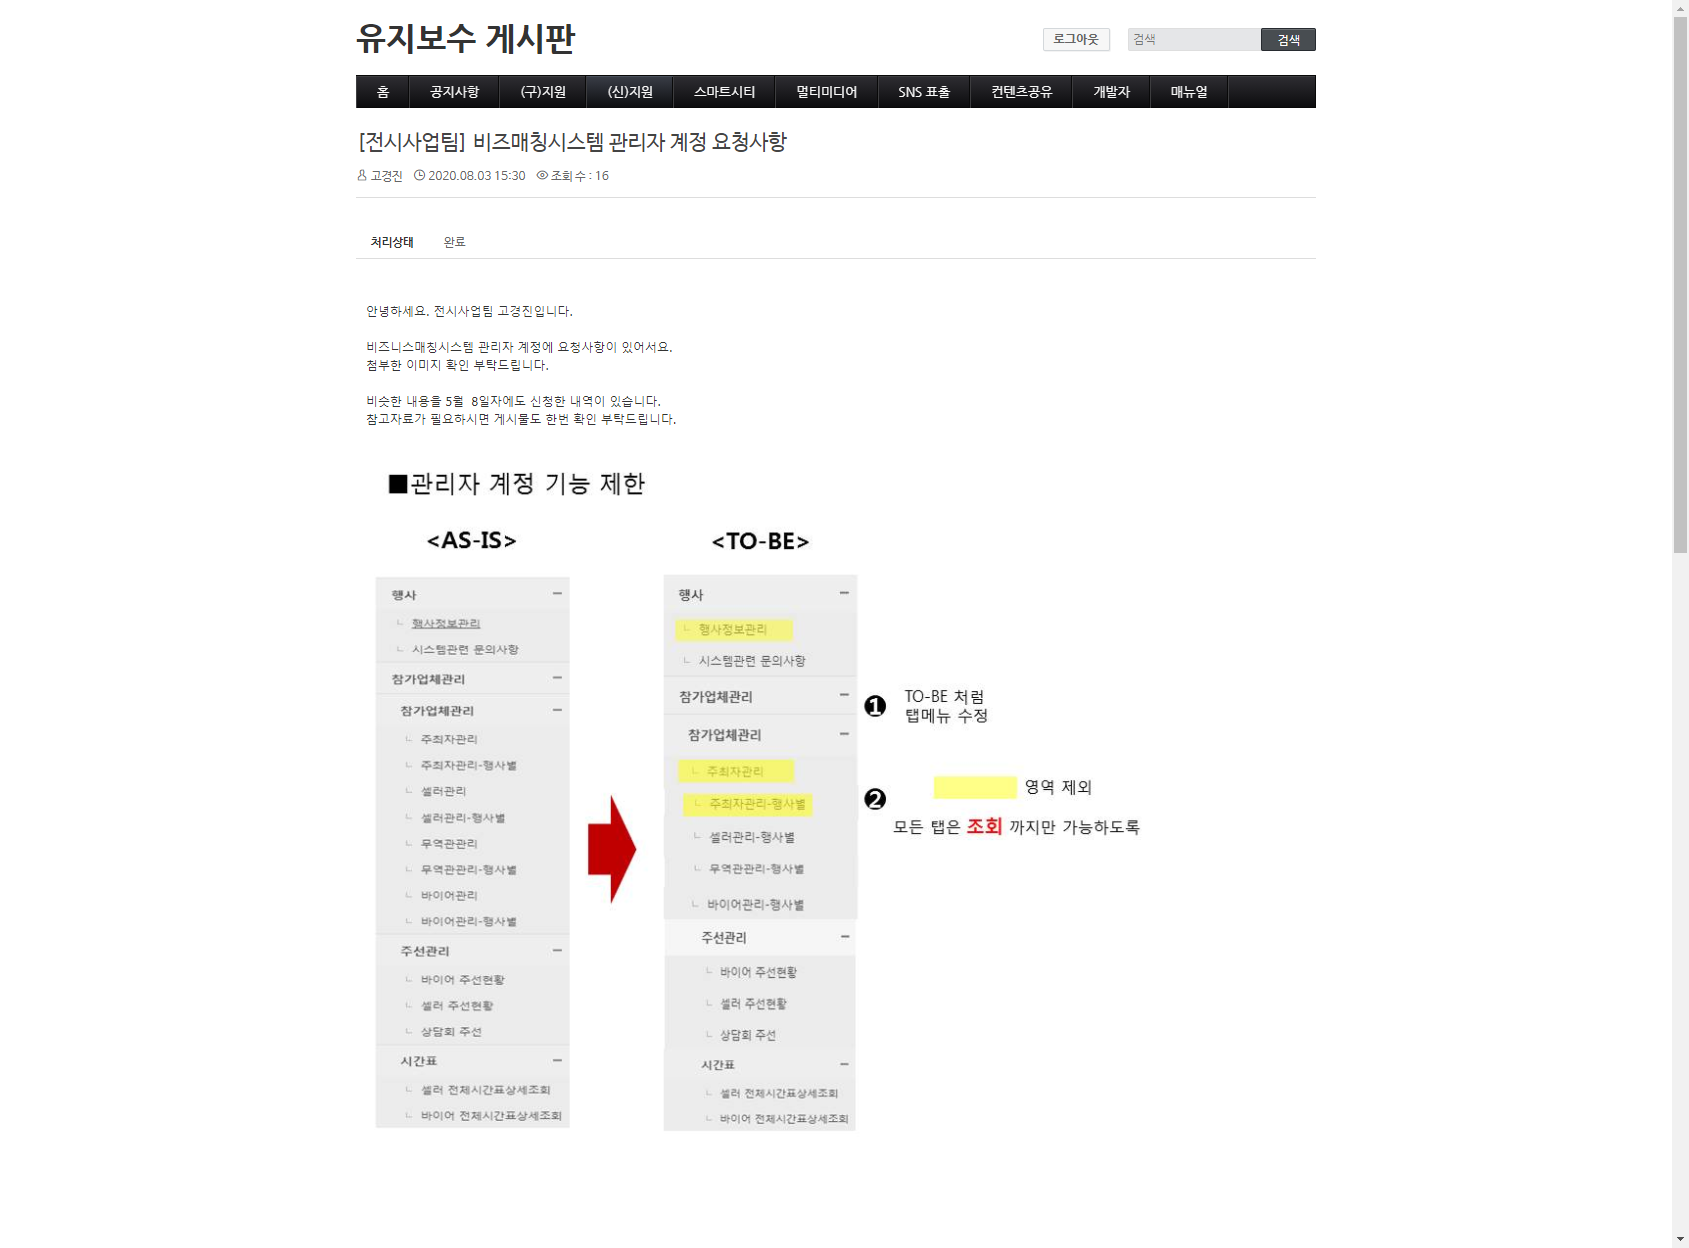 유지보수 게시판
로그아웃
검색
검색
홈 공지사항 (구)지원 (신)지원 스마트시티 멀티미디어 SNS 표출 컨텐츠공유 개발자 매뉴얼
[전시사업팀] 비즈매칭시스템 관리자 계정 요청사항
고경진 2020.08.03 15:30 조회 수 : 16
처리상태 완료
안녕하세요. 전시사업팀 고경진입니다.
비즈니스매칭시스템 관리자 계정에 요청사항이 있어서요.
첨부한 이미지 확인 부탁드립니다.
비슷한 내용을 5월 8일자에도 신청한 내역이 있습니다.
참고자료가 필요하시면 게시물도 한번 확인 부탁드립니다.
■관리자 계정 기능 제한
<AS-IS>
행사
행사정보관리
시스템관련 문의사항
참가업체관리
참가업체관리
주최자관리
주최자관리-행사별
셀러관리
셀러관리-행사별
무역관관리
무역관관리-행사별
바이어관리
바이어관리-행사별
주선관리
바이어 주선현황
셀러 주선현황
상담회 주선
시간표
셀러 전체시간표상세조회
바이어 전체시간표상세조회
<TO-BE>
행사
행사정보관리
시스템관련 문의사항
참가업체관리
참가업체관리
주최자관리
주최자관리-행사별
셀러관리-행사별
무역관관리-행사별
바이어관리-행사별
주선관리
바이어 주선현황
셀러 주선현황
상담회 주선
시간표
셀러 전체시간표상세조회
바이어 전체시간표상세조회
❶ TO-BE 처럼
탭메뉴 수정
❷ 영역 제외
모든 탭은 조회 까지만 가능하도록